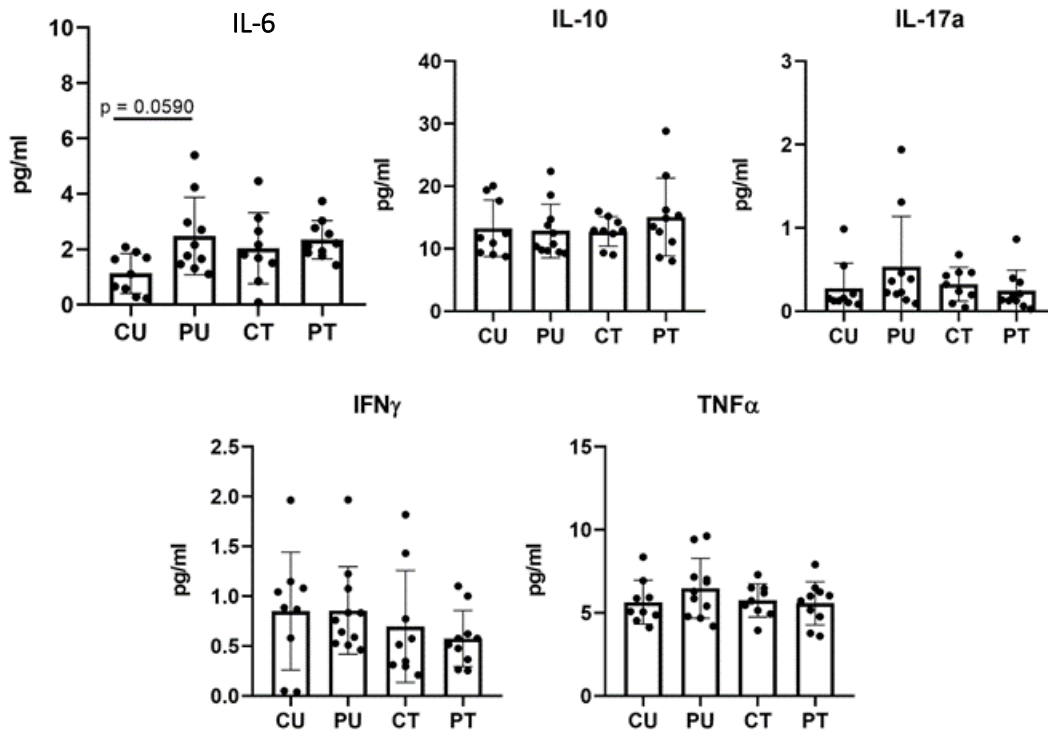 IL-6
10
8
6
4
2
0
pg/ml
p = 0.0590
CU PU CT PT
IL-10
40
30
20
10
0
pg/ml
CU PU CT PT
IL-17a
3
2
1
0
pg/ml
CU PU CT PT
IFNγ
2.5
2.0
1.5
1.0
0.5
0.0
pg/ml
CU PU CT PT
TNFα
15
10
5
0
pg/ml
CU PU CT PT